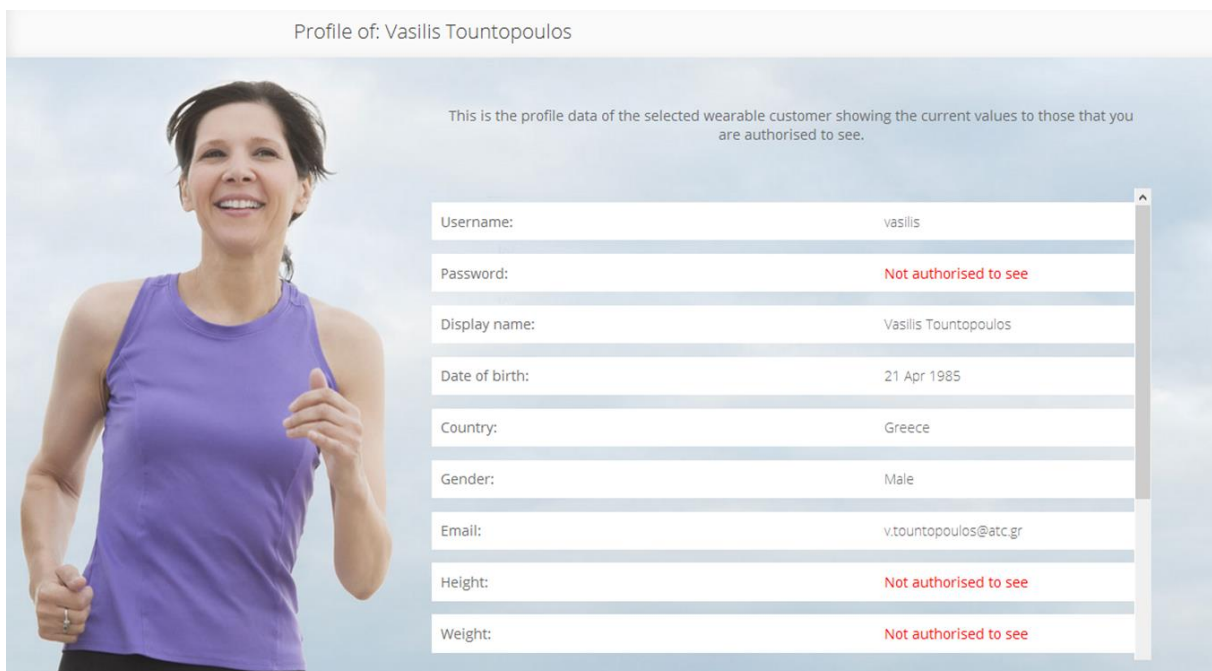 Profile of: Vasilis Tountopoulos
This is the profile data of the selected wearable customer showing the current values to those that you
are authorised to see.
Username: vasilis
Password: Not authorised to see
Display name: Vasilis Tountopoulos
Date of birth: 21 Apr 1985
Country: Greece
Gender: Male
Email: v.tountopoulos@atc.gr
Height: Not authorised to see
Weight: Not authorised to see